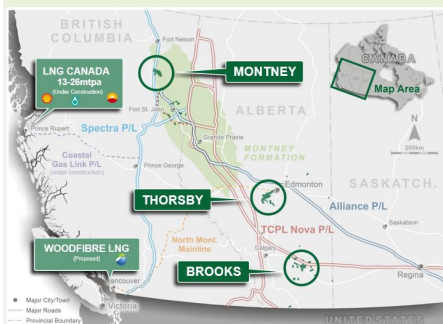 BRITISH
COLUMBIA
Fort Nelson
LNG CANADA
13-26mtpa
(Under Construction)
MONTNEY
CANADA
Map Area
N
200km
ALBERTA
Fort St. John
Prince Rupert
Spectra P/L
Grande Prairie
MONTNEY
FORMATION
Coastal
Gas Link P/L
(under construction)
Prince George
SASKATCH.
THORSBY
Edmonton
Alliance P/L
Saskatoon
TCPL Nova P/L
WOODFIBRE LNG
(Proposed)
North Mont.
Mainline
Calgary
BROOKS
Regina
Vancouver
Victoria
Major City/Town
Major Roads
Provincial Boundary
UNITED STATES